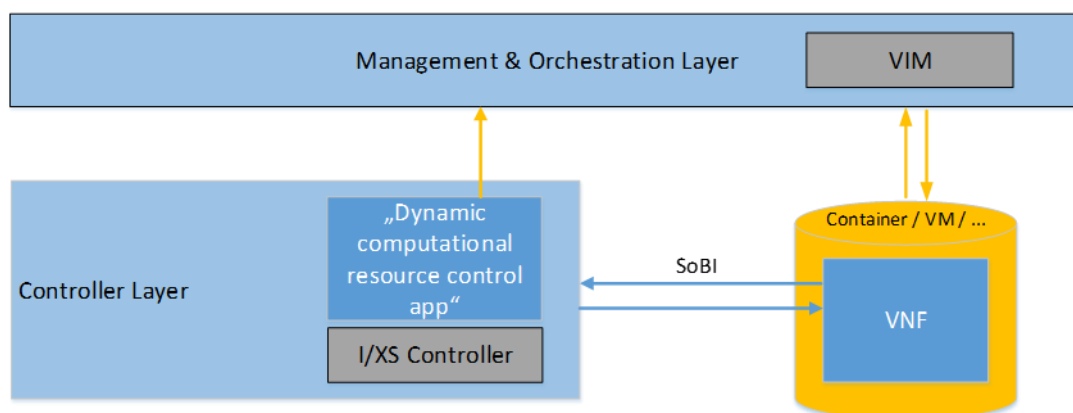 Management & Orchestration Layer
VIM
„Dynamic
computational
resource control
app“
Controller Layer
I/XS Controller
SoBI
Container / VM / ...
VNF